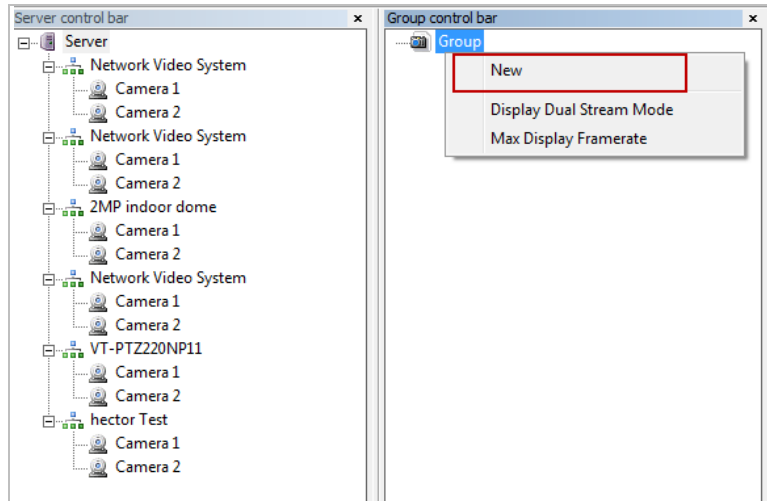 Server control bar
Server
Network Video System
Camera 1
Camera 2
Network Video System
Camera 1
Camera 2
2MP indoor dome
Camera 1
Camera 2
Network Video System
Camera 1
Camera 2
VT-PTZ220NP11
Camera 1
Camera 2
hector Test
Camera 1
Camera 2
Group control bar
Group
New
Display Dual Stream Mode
Max Display Framerate